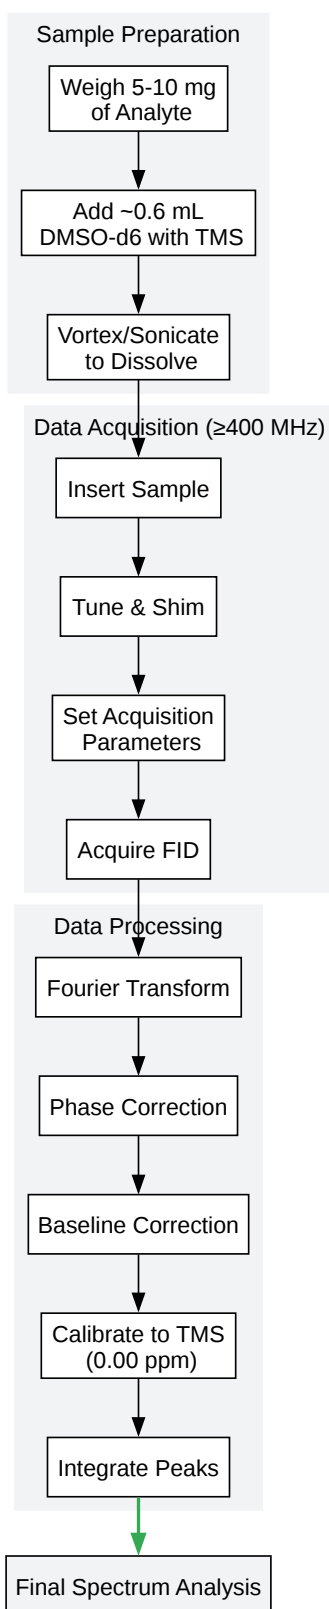 Sample Preparation
Weigh 5-10 mg
of Analyte
Add ~0.6 mL
DMSO-d6 with TMS
Vortex/Sonicate
to Dissolve
Data Acquisition (≥400 MHz)
Insert Sample
Tune & Shim
Set Acquisition
Parameters
Acquire FID
Data Processing
Fourier Transform
Phase Correction
Baseline Correction
Calibrate to TMS
(0.00 ppm)
Integrate Peaks
Final Spectrum Analysis